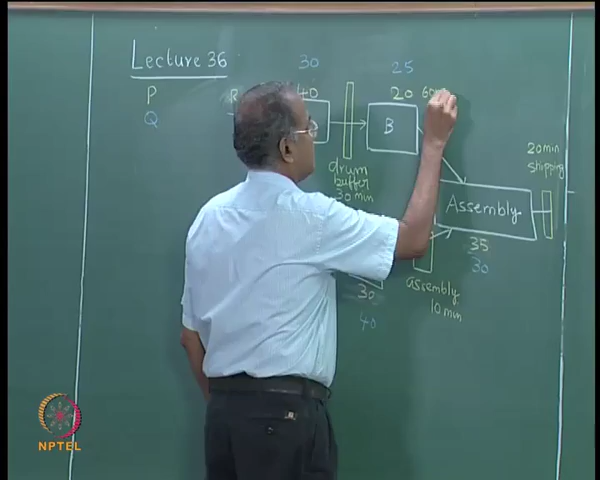 Lecture 36
30
25
P
R
40
20
60
Q
B
drum
buffer
30 min
20 min
shipping
Assembly
35
30
assembly
10 min
30
40
NPTEL